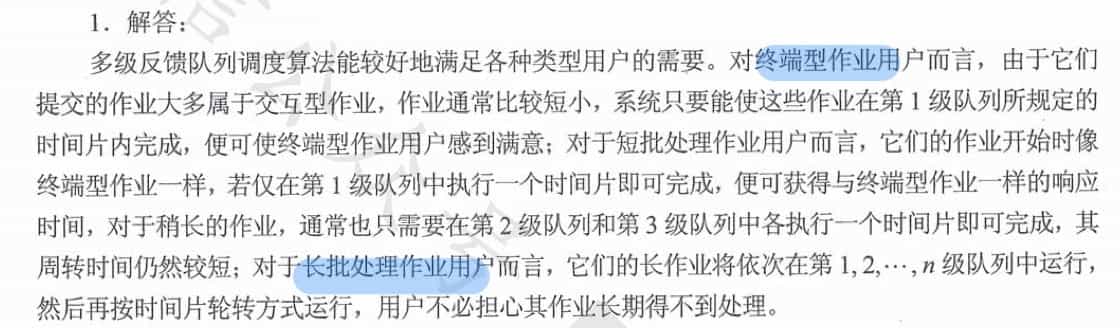 1. 解答:
多级反馈队列调度算法能较好地满足各种类型用户的需要。对终端型作业用户而言，由于它们
提交的作业大多属于交互型作业，作业通常比较短小，系统只要能使这些作业在第 1 级队列所规定的
时间片内完成，便可使终端型作业用户感到满意；对于短批处理作业用户而言，它们的作业开始时像
终端型作业一样，若仅在第 1 级队列中执行一个时间片即可完成，便可获得与终端型作业一样的响应
时间，对于稍长的作业，通常也只需要在第 2 级队列和第 3 级队列中各执行一个时间片即可完成，其
周转时间仍然较短；对于长批处理作业用户而言，它们的长作业将依次在第 1, 2,⋯, n 级队列中运行，
然后再按时间片轮转方式运行，用户不必担心其作业长期得不到处理。